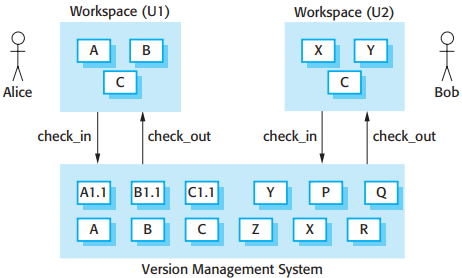 Workspace (U1) Workspace (U2)
A B X Y
C C
Alice Bob
check_in check_out check_in check_out
A1.1 B1.1 C1.1 Y P Q
A B C Z X R
Version Management System